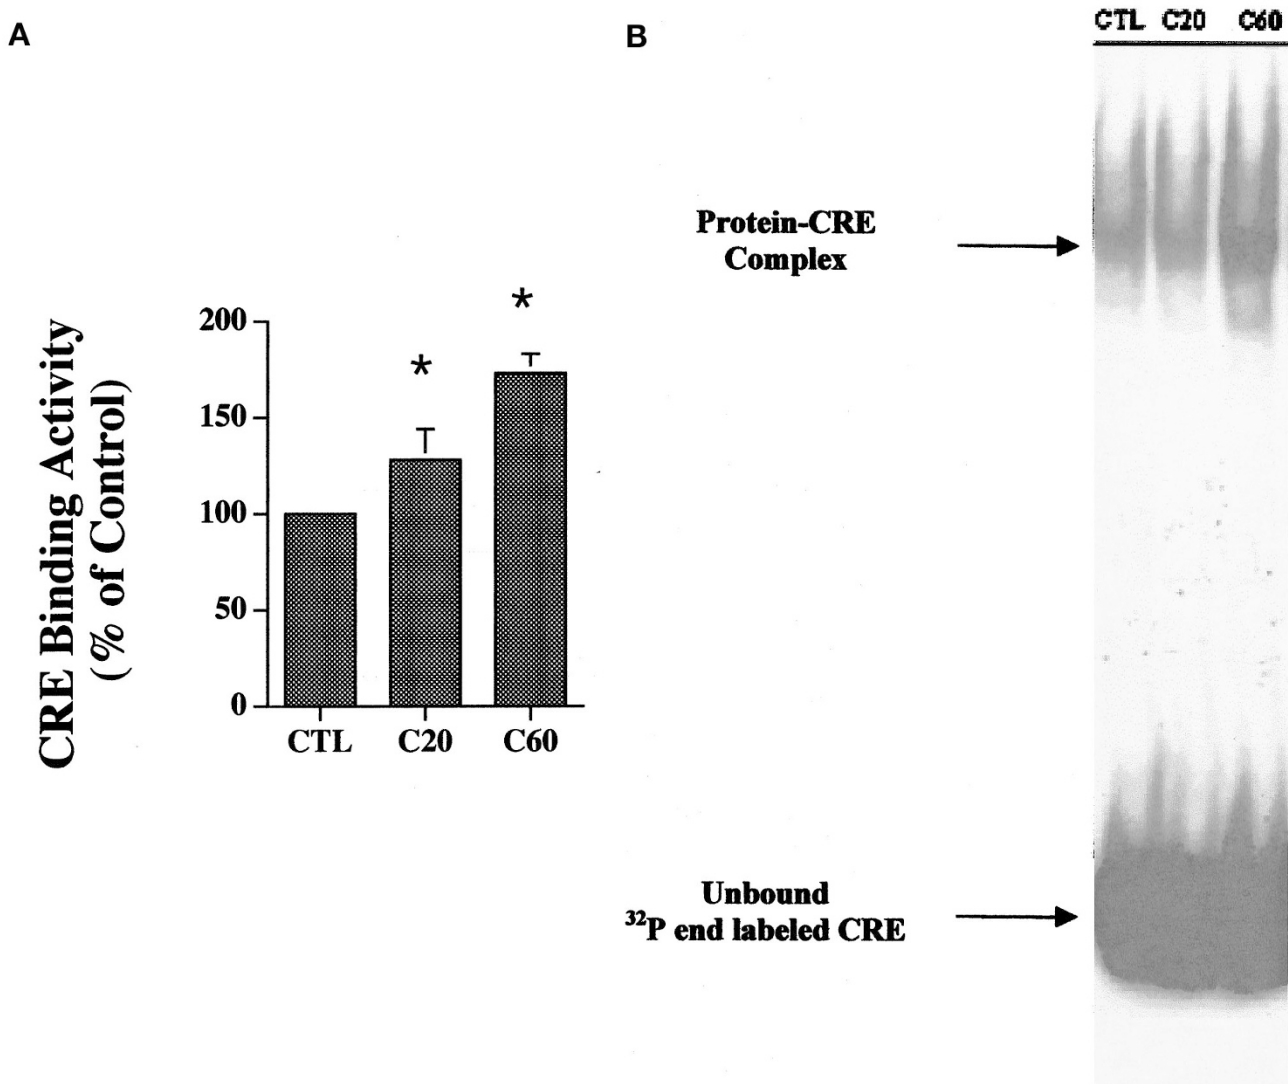 A
CRE Binding Activity
(% of Control)
200
150
100
50
0
*
*
CTL C20 C60
B
CTL C20 C60
Protein-CRE
Complex
Unbound
³²P end labeled CRE